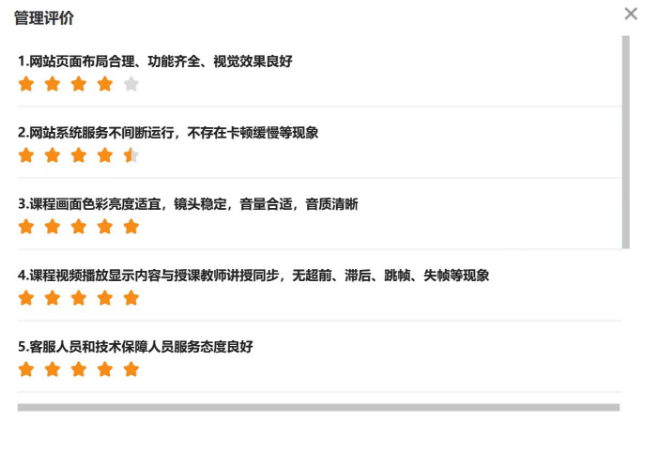 管理评价
1.网站页面布局合理、功能齐全、视觉效果良好
2.网站系统服务不间断运行，不存在卡顿缓慢等现象
3.课程画面色彩亮度适宜，镜头稳定，音量合适，音质清晰
4.课程视频播放显示内容与授课教师讲授同步，无超前、滞后、跳帧、失帧等现象
5.客服人员和技术保障人员服务态度良好